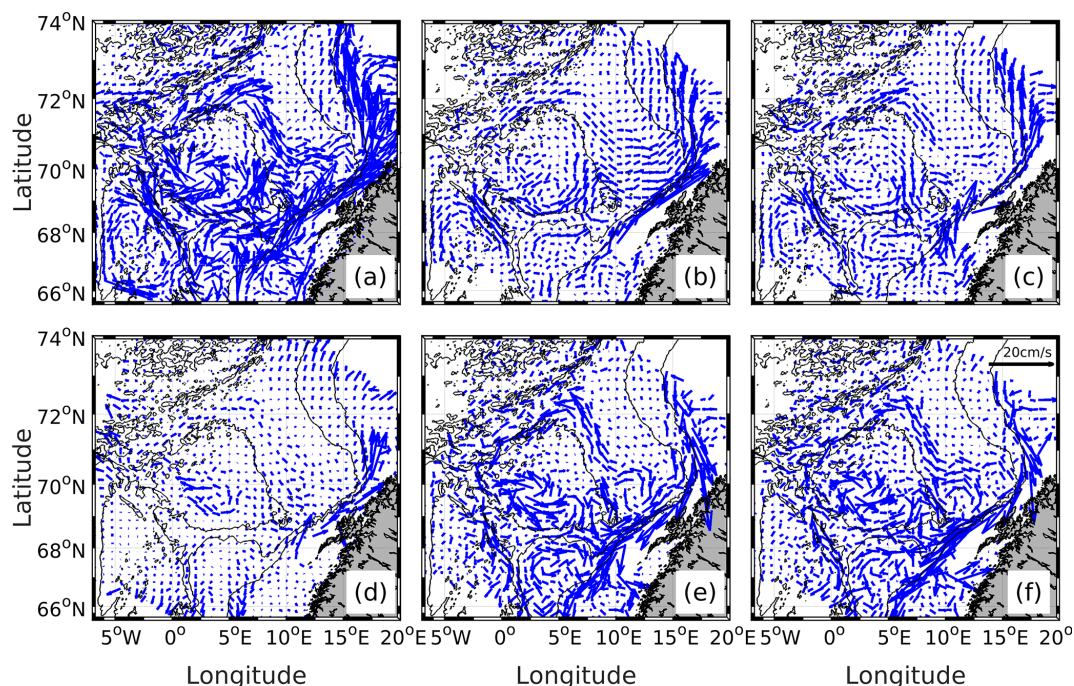 74°N
72°N
70°N
68°N
66°N
Latitude
(a)
(b)
(c)
74°N
72°N
70°N
68°N
66°N
Latitude
20cm/s
(d)
(e)
(f)
5°W 0° 5°E 10°E 15°E 20°E
5°W 0° 5°E 10°E 15°E 20°E
5°W 0° 5°E 10°E 15°E 20°
Longitude
Longitude
Longitude